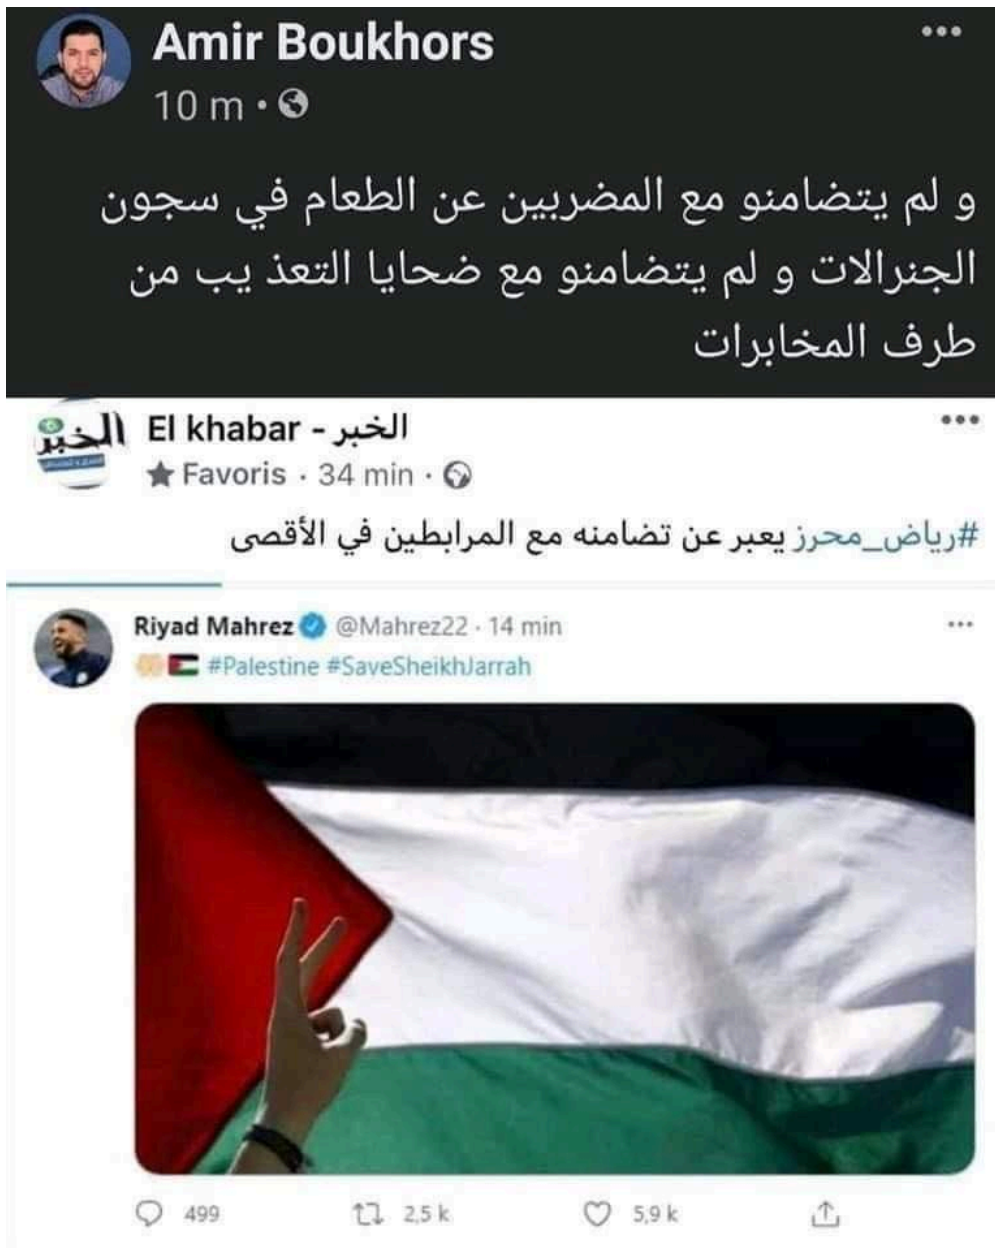 Amir Boukhors
10 m
و لم يتضامنو مع المضربين عن الطعام في سجون
الجنرالات و لم يتضامنو مع ضحايا التعذ يب من
طرف المخابرات
الخبر
El khabar - الخبر
Favoris · 34 min ·
#رياض_محرز يعبر عن تضامنه مع المرابطين في الأقصى
Riyad Mahrez @Mahrez22 · 14 min
#Palestine #SaveSheikhJarrah
499 2,5 k 5,9 k